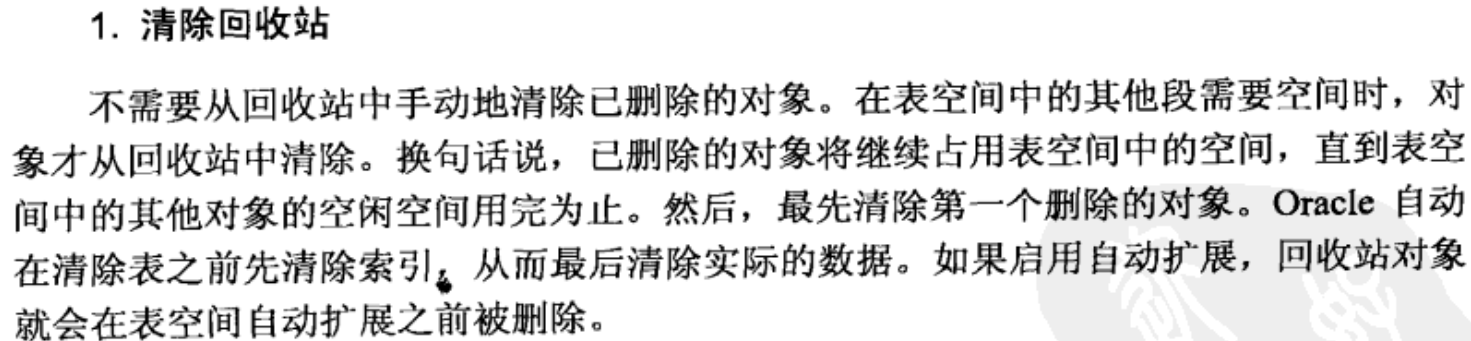 1. 清除回收站
不需要从回收站中手动地清除已删除的对象。在表空间中的其他段需要空间时，对
象才从回收站中清除。换句话说，已删除的对象将继续占用表空间中的空间，直到表空
间中的其他对象的空闲空间用完为止。然后，最先清除第一个删除的对象。Oracle 自动
在清除表之前先清除索引，从而最后清除实际的数据。如果启用自动扩展，回收站对象
就会在表空间自动扩展之前被删除。